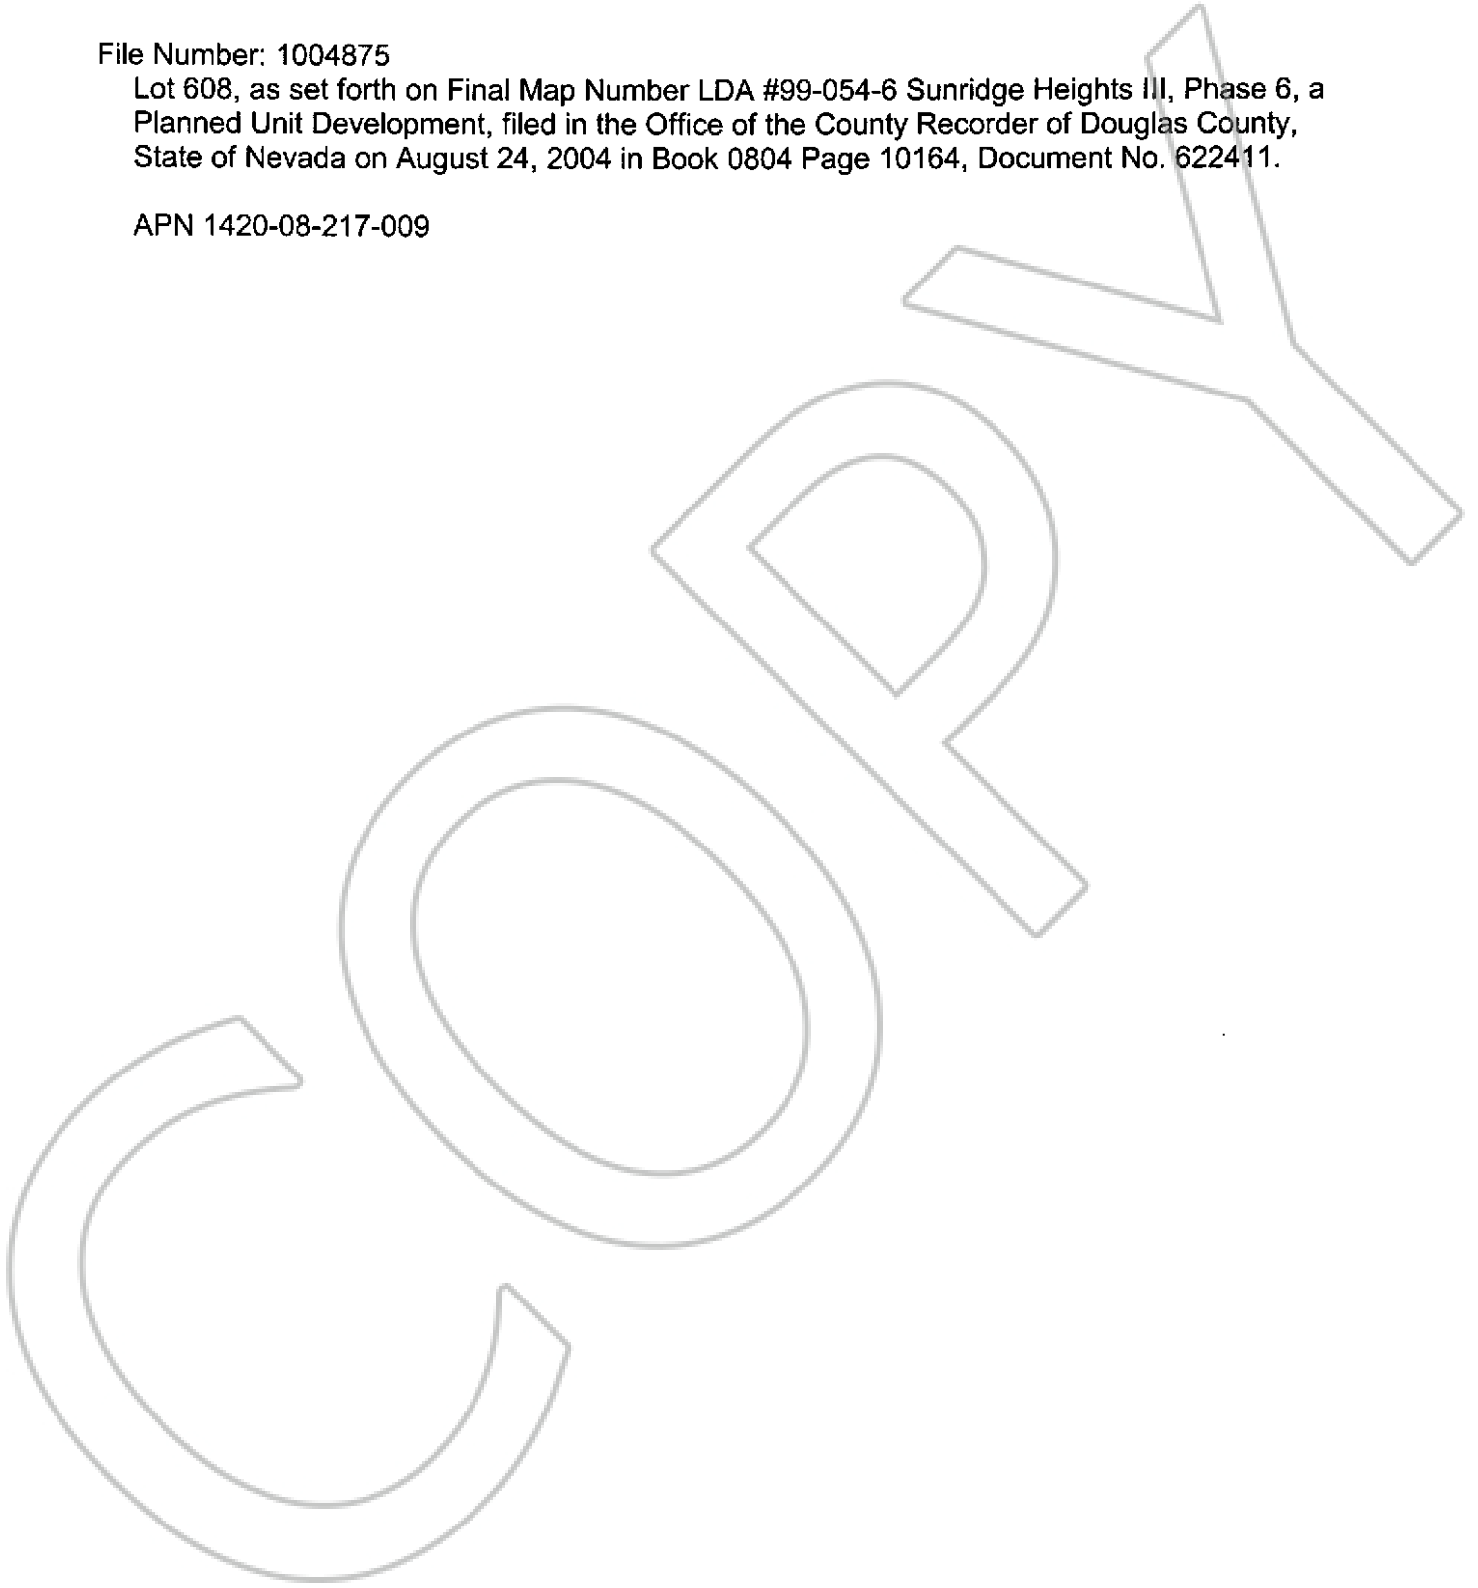 File Number: 1004875
Lot 608, as set forth on Final Map Number LDA #99-054-6 Sunridge Heights III, Phase 6, a
Planned Unit Development, filed in the Office of the County Recorder of Douglas County,
State of Nevada on August 24, 2004 in Book 0804 Page 10164, Document No. 622411.
APN 1420-08-217-009
COPY